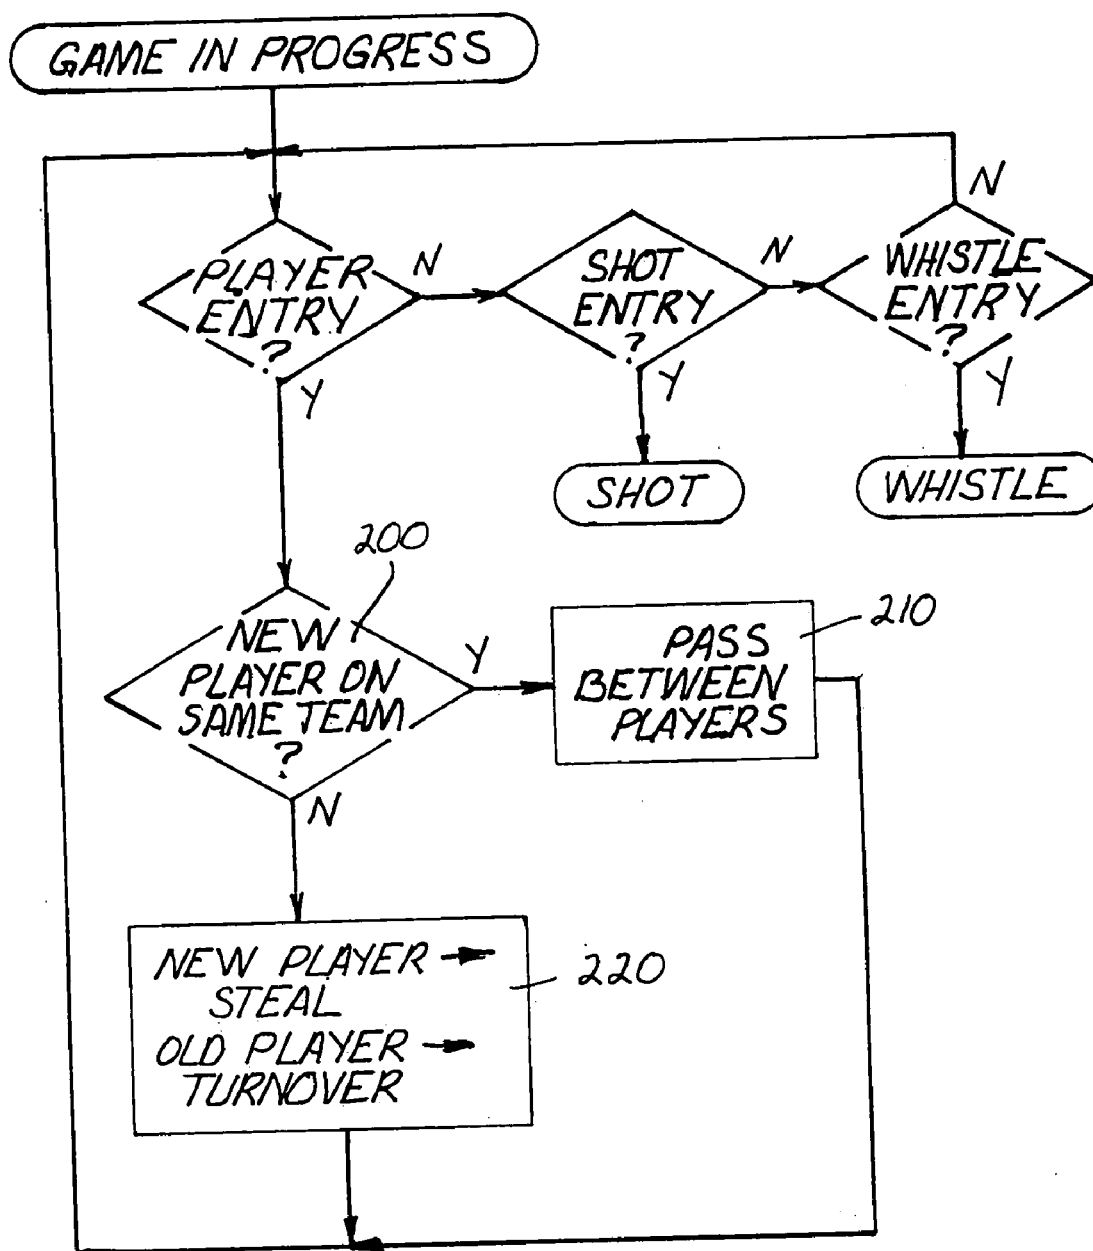 GAME IN PROGRESS
N
PLAYER
ENTRY
?
N
Y
SHOT
ENTRY
?
N
Y
WHISTLE
ENTRY
?
Y
SHOT
WHISTLE
200
NEW
PLAYER ON
SAME TEAM
?
Y
N
PASS
BETWEEN
PLAYERS
210
NEW PLAYER →
STEAL
OLD PLAYER →
TURNOVER
220